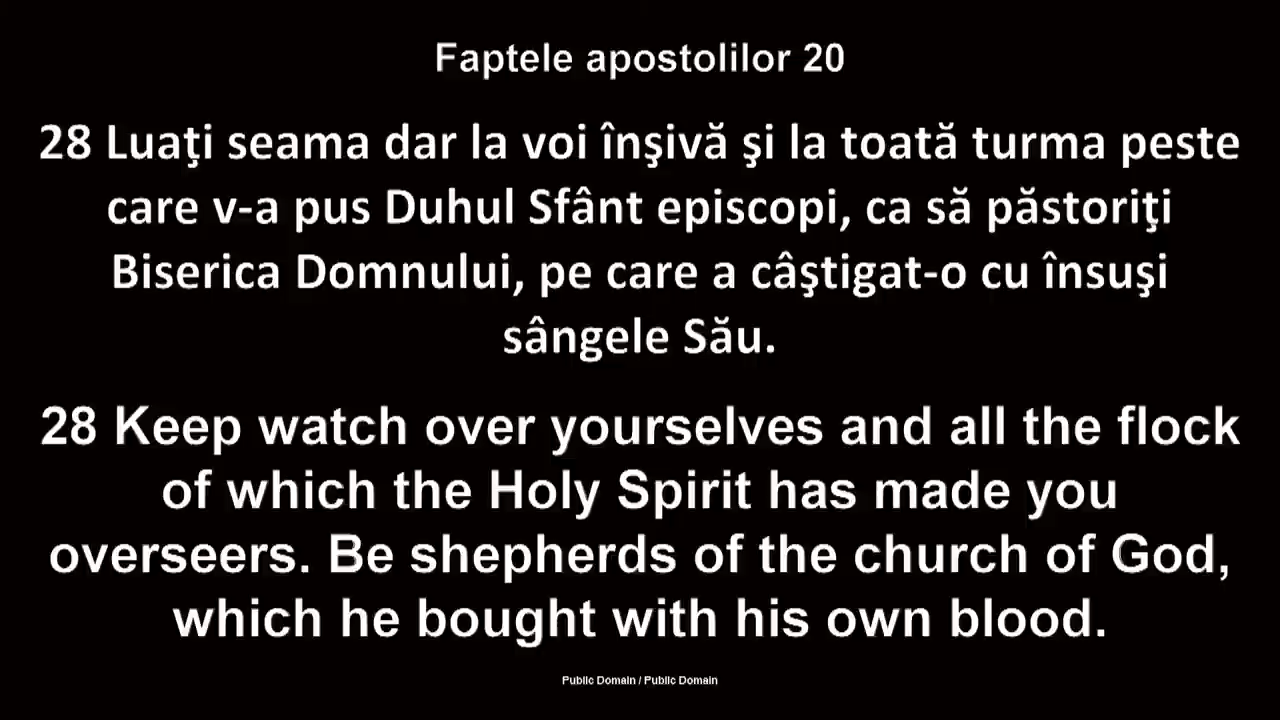 Faptele apostolilor 20
28 Luaţi seama dar la voi înşivă şi la toată turma peste
care v-a pus Duhul Sfânt episcopi, ca să păstoriţi
Biserica Domnului, pe care a câştigat-o cu însuşi
sângele Său.
28 Keep watch over yourselves and all the flock
of which the Holy Spirit has made you
overseers. Be shepherds of the church of God,
which he bought with his own blood.
Public Domain / Public Domain